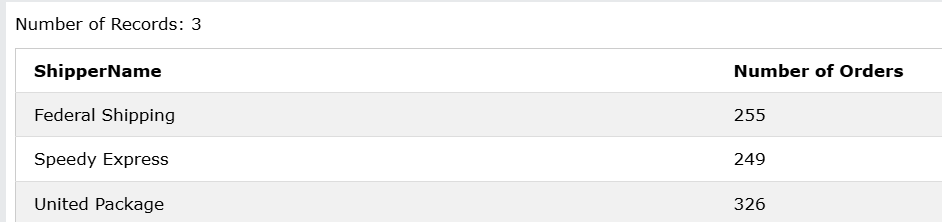 Number of Records: 3
ShipperName Number of Orders
Federal Shipping 255
Speedy Express 249
United Package 326